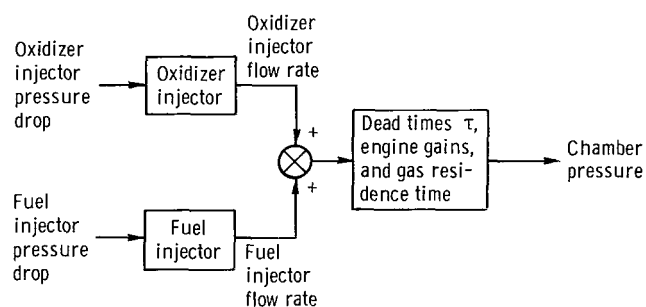 Oxidizer
injector
pressure
drop
Oxidizer
injector
Oxidizer
injector
flow rate
+
+
Fuel
injector
pressure
drop
Fuel
injector
Fuel
injector
flow rate
Dead times τ,
engine gains,
and gas resi-
dence time
Chamber
pressure